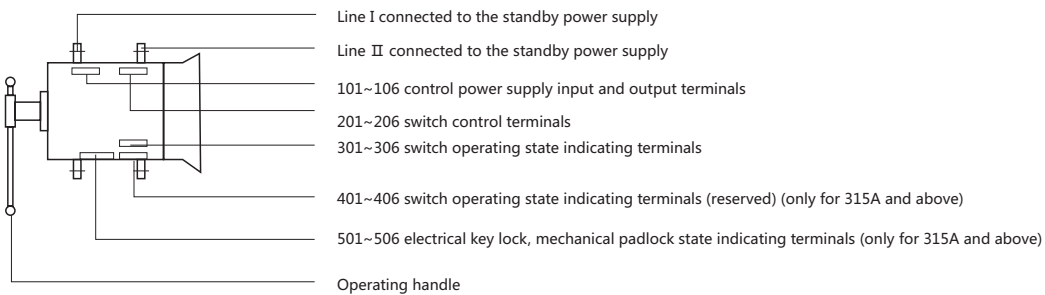 Line I connected to the standby power supply
Line Ⅱ connected to the standby power supply
101~106 control power supply input and output terminals
201~206 switch control terminals
301~306 switch operating state indicating terminals
401~406 switch operating state indicating terminals (reserved) (only for 315A and above)
501~506 electrical key lock, mechanical padlock state indicating terminals (only for 315A and above)
Operating handle